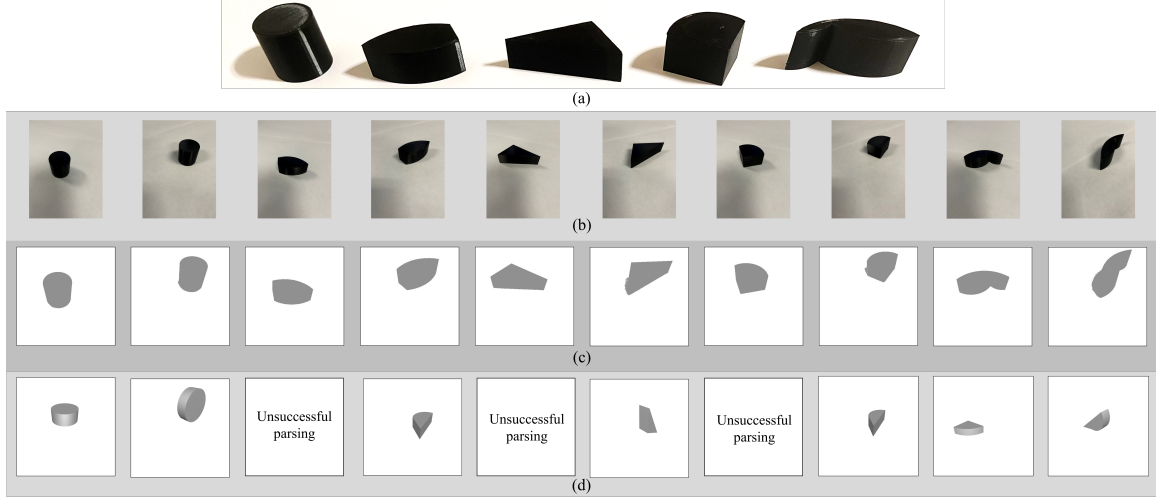 (a)
(b)
(c)
Unsuccessful
parsing
Unsuccessful
parsing
Unsuccessful
parsing
(d)